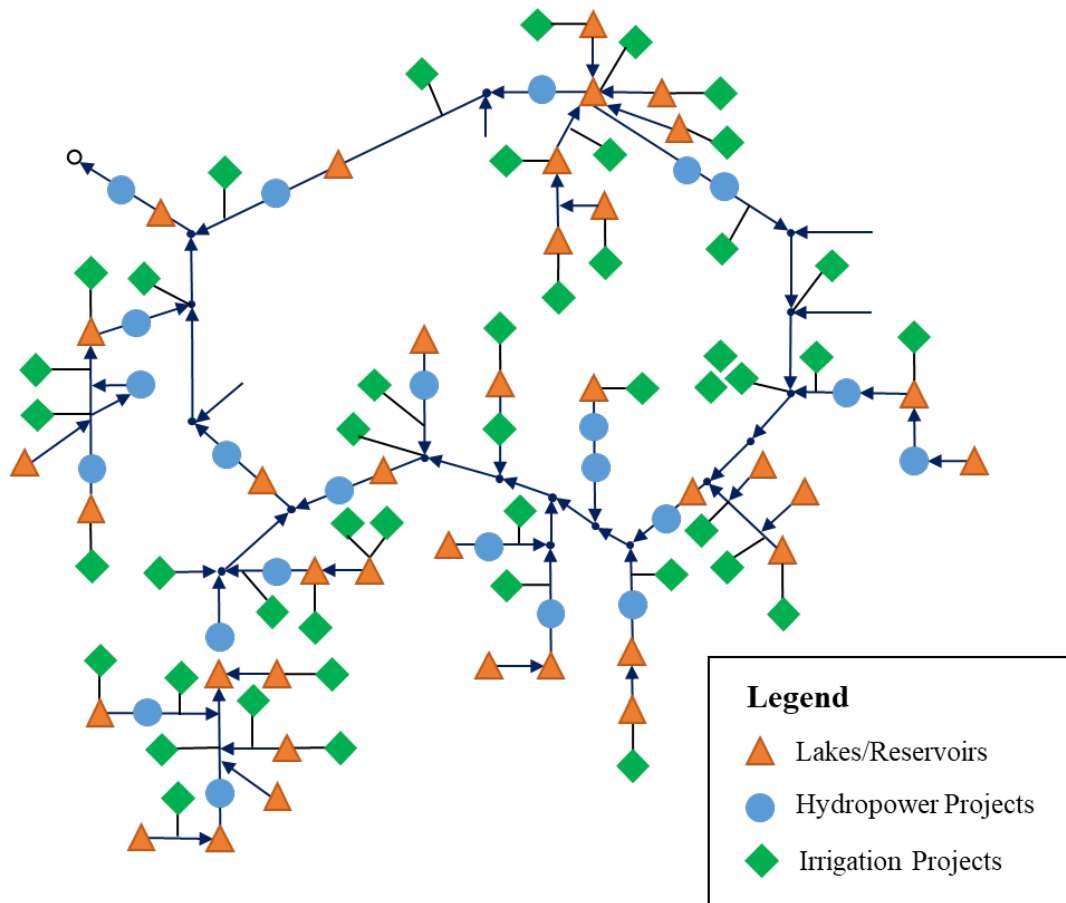 Legend
Lakes/Reservoirs
Hydropower Projects
Irrigation Projects